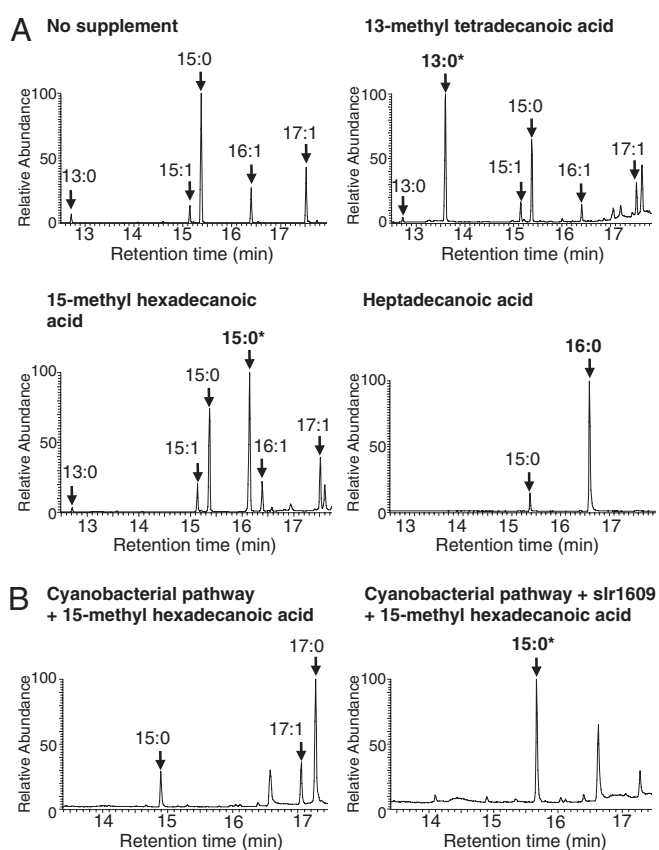 A
No supplement
15:0
100
Relative Abundance
50
0
13:0
15:1
16:1
17:1
13 14 15 16 17
Retention time (min)
13-methyl tetradecanoic acid
13:0*
15:0
100
Relative Abundance
50
0
13:0
15:1
16:1
17:1
13 14 15 16 17
Retention time (min)
15-methyl hexadecanoic
acid
15:0*
15:0
100
Relative Abundance
50
0
13:0
15:1
16:1
17:1
13 14 15 16 17
Retention time (min)
Heptadecanoic acid
16:0
100
Relative Abundance
50
0
15:0
13 14 15 16 17
Retention time (min)
B
Cyanobacterial pathway
+ 15-methyl hexadecanoic acid
17:0
100
Relative Abundance
50
0
15:0
17:1
14 15 16 17
Retention time (min)
Cyanobacterial pathway + slr1609
+ 15-methyl hexadecanoic acid
15:0*
100
Relative Abundance
50
0
14 15 16 17
Retention time (min)